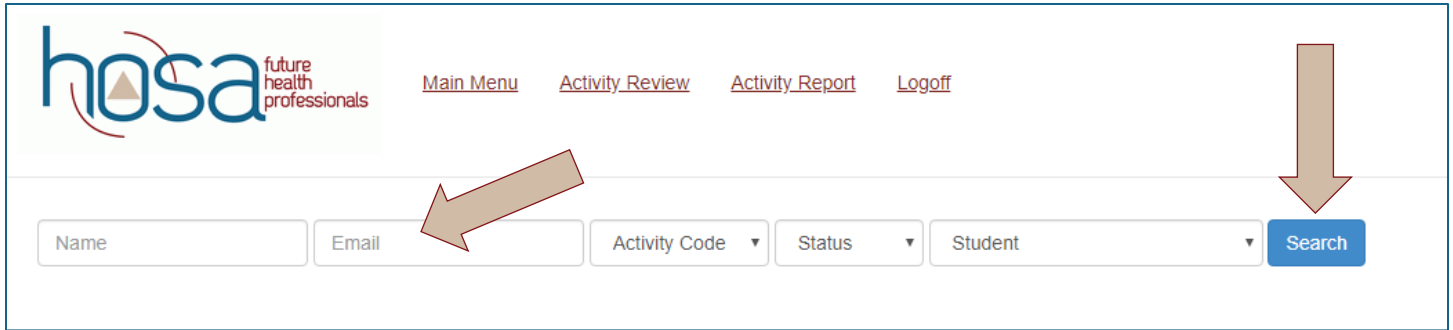 hosa future health professionals
Main Menu Activity Review Activity Report Logoff
Name Email Activity Code Status Student Search